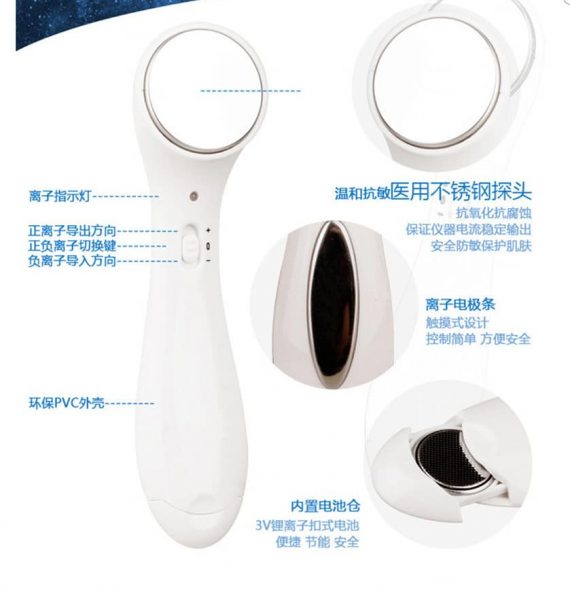 离子指示灯
正离子导出方向
正负离子切换键
负离子导入方向
+
0
-
环保PVC外壳
温和抗敏医用不锈钢探头
抗氧化抗腐蚀
保证仪器电流稳定输出
安全防敏保护肌肤
离子电极条
触摸式设计
控制简单 方便安全
内置电池仓
3V锂离子扣式电池
便捷 节能 安全